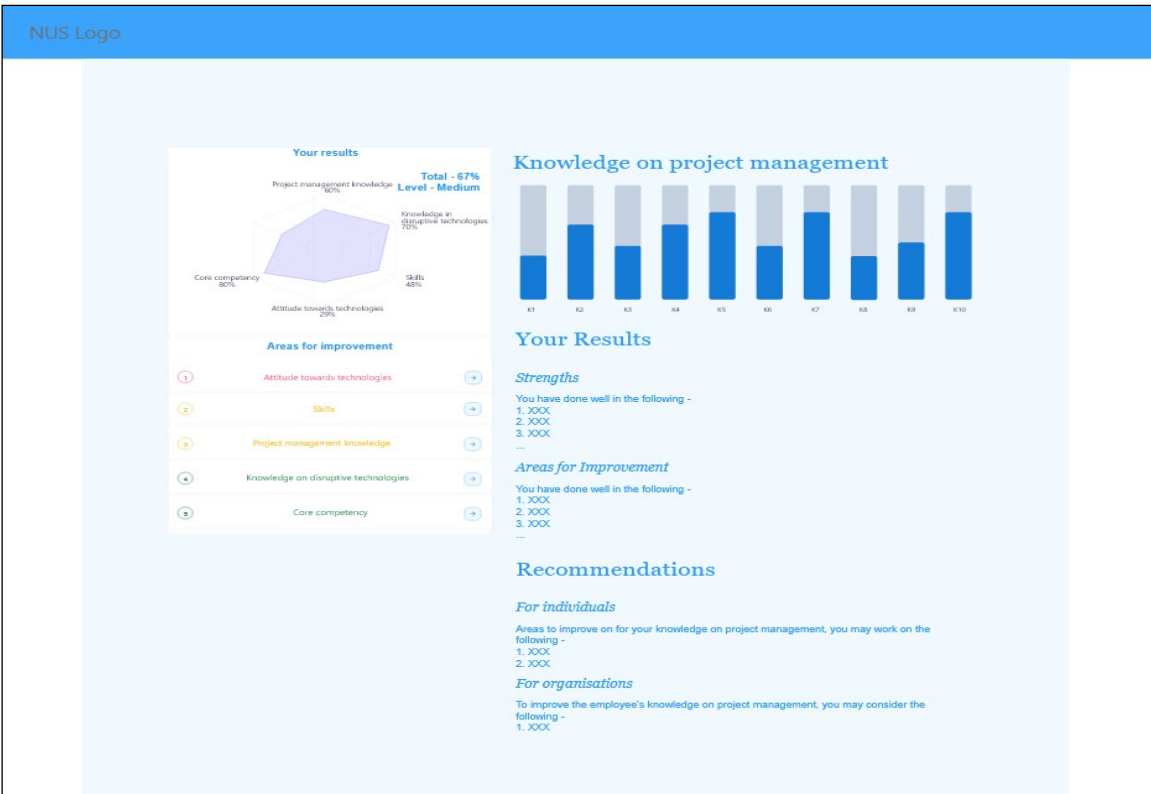 NUS Logo
Your results
Total - 67%
Level - Medium
Project management knowledge
60%
Knowledge in
disruptive technologies
70%
Skills
48%
Attitude towards technologies
29%
Core competency
80%
Areas for improvement
1 Attitude towards technologies
2 Skills
3 Project management knowledge
4 Knowledge on disruptive technologies
5 Core competency
Knowledge on project management
K1 K2 K3 K4 K5 K6 K7 K8 K9 K10
Your Results
Strengths
You have done well in the following -
1. XXX
2. XXX
3. XXX
...
Areas for Improvement
You have done well in the following -
1. XXX
2. XXX
3. XXX
...
Recommendations
For individuals
Areas to improve on for your knowledge on project management, you may work on the
following -
1. XXX
2. XXX
For organisations
To improve the employee's knowledge on project management, you may consider the
following -
1. XXX